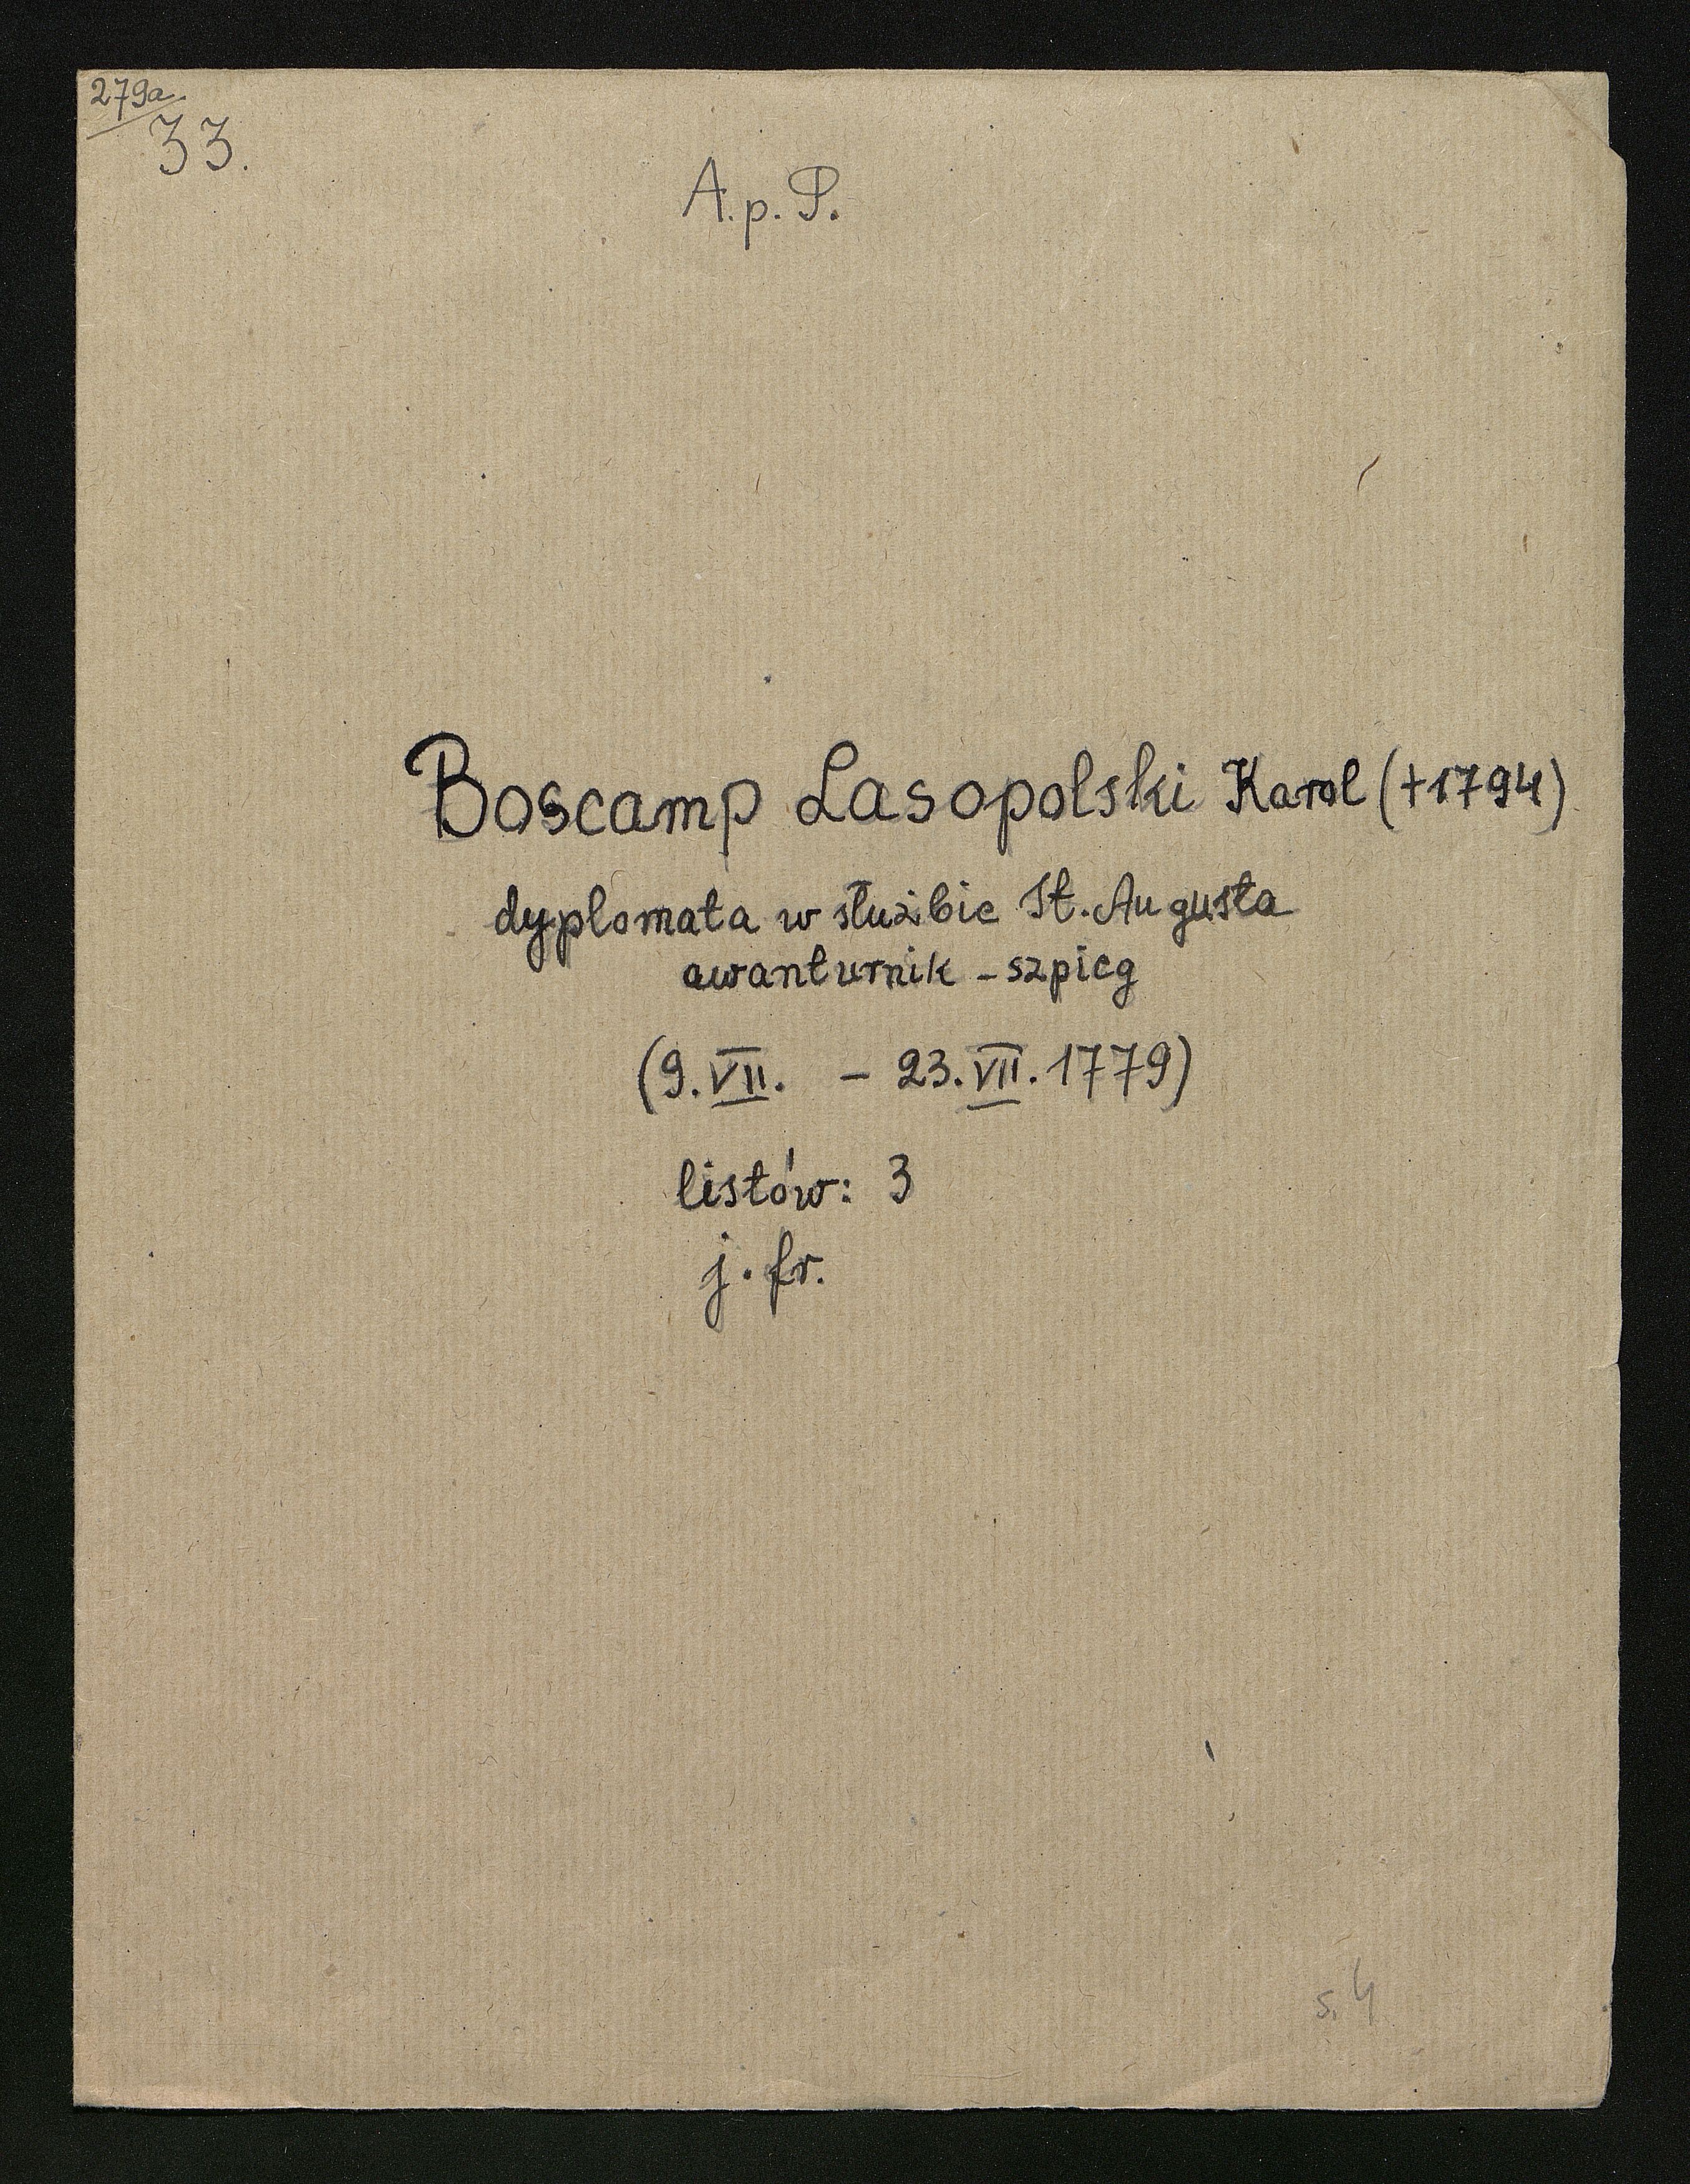 279a.
33.
A. p. P.
Boscamp Lasopolski Karol (†1794)
dyplomata w służbie St. Augusta
awanturnik - szpieg
(9. VII. - 23. VII. 1779)
listów: 3
j. fr.
s. 4